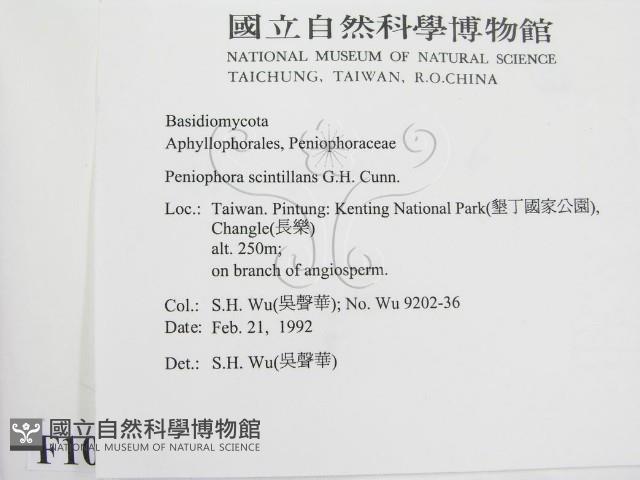 國立自然科學博物館
NATIONAL MUSEUM OF NATURAL SCIENCE
TAICHUNG, TAIWAN, R.O.CHINA
Basidiomycota
Aphyllophorales, Peniophoraceae
Peniophora scintillans G.H. Cunn.
Loc.: Taiwan. Pintung: Kenting National Park(墾丁國家公園),
Changle(長樂)
alt. 250m;
on branch of angiosperm.
Col.: S.H. Wu(吳聲華); No. Wu 9202-36
Date: Feb. 21, 1992
Det.: S.H. Wu(吳聲華)
國立自然科學博物館
NATIONAL MUSEUM OF NATURAL SCIENCE